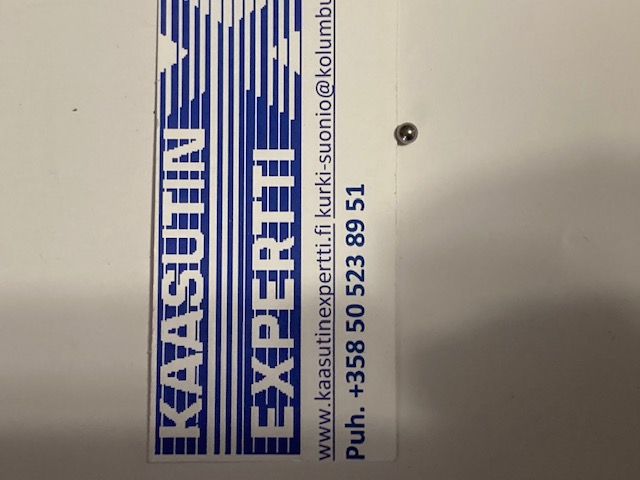 KAASUTIN
EXPERTTI
www.kaasutinexpertti.fi kurki-suonio@kolumbu
Puh. +358 50 523 89 51